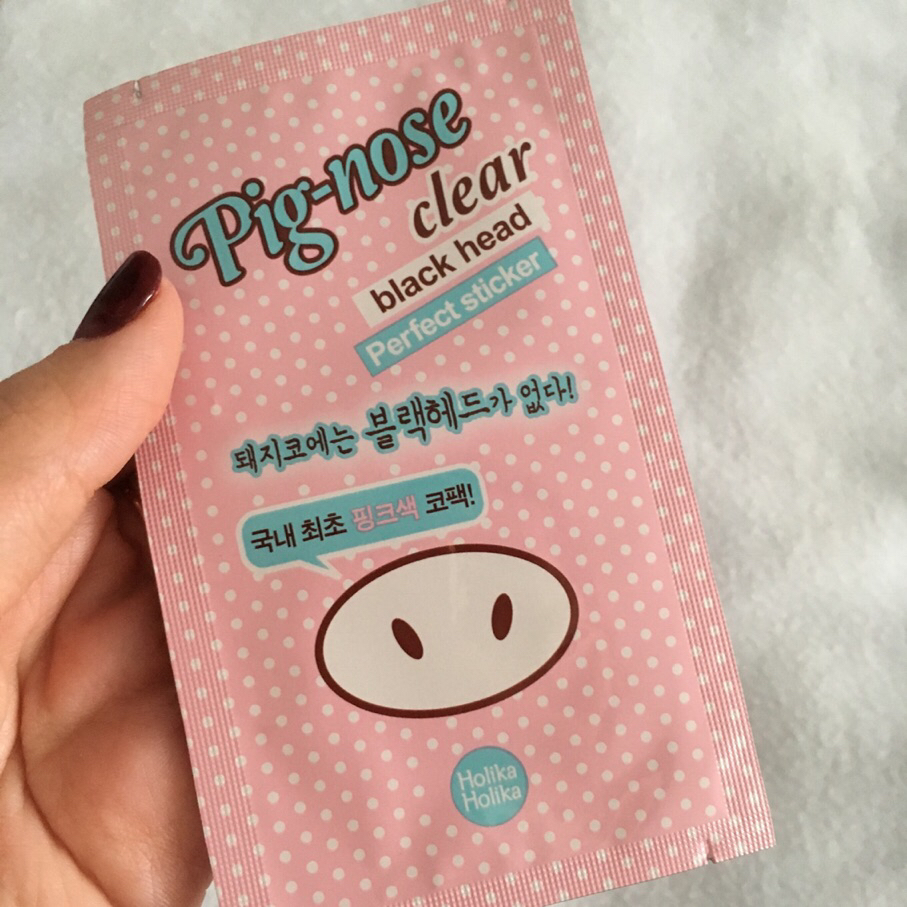 Pig-nose
clear
black head
Perfect sticker
돼지코에는 블랙헤드가 없다!
국내 최초 핑크색 코팩!
Holika
Holika